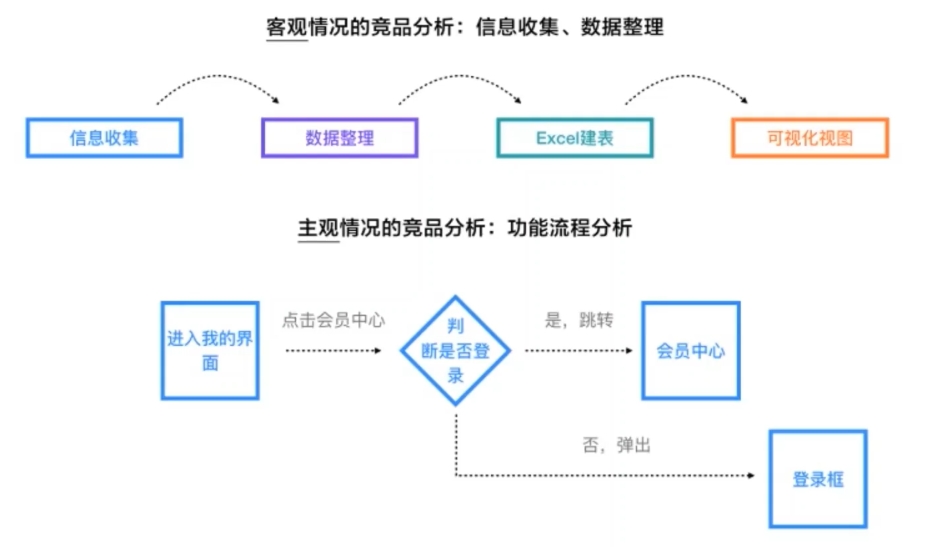 客观情况的竞品分析：信息收集、数据整理
信息收集
数据整理
Excel建表
可视化视图
主观情况的竞品分析：功能流程分析
进入我的界
面
点击会员中心
判
断是否登
录
是，跳转
会员中心
否，弹出
登录框